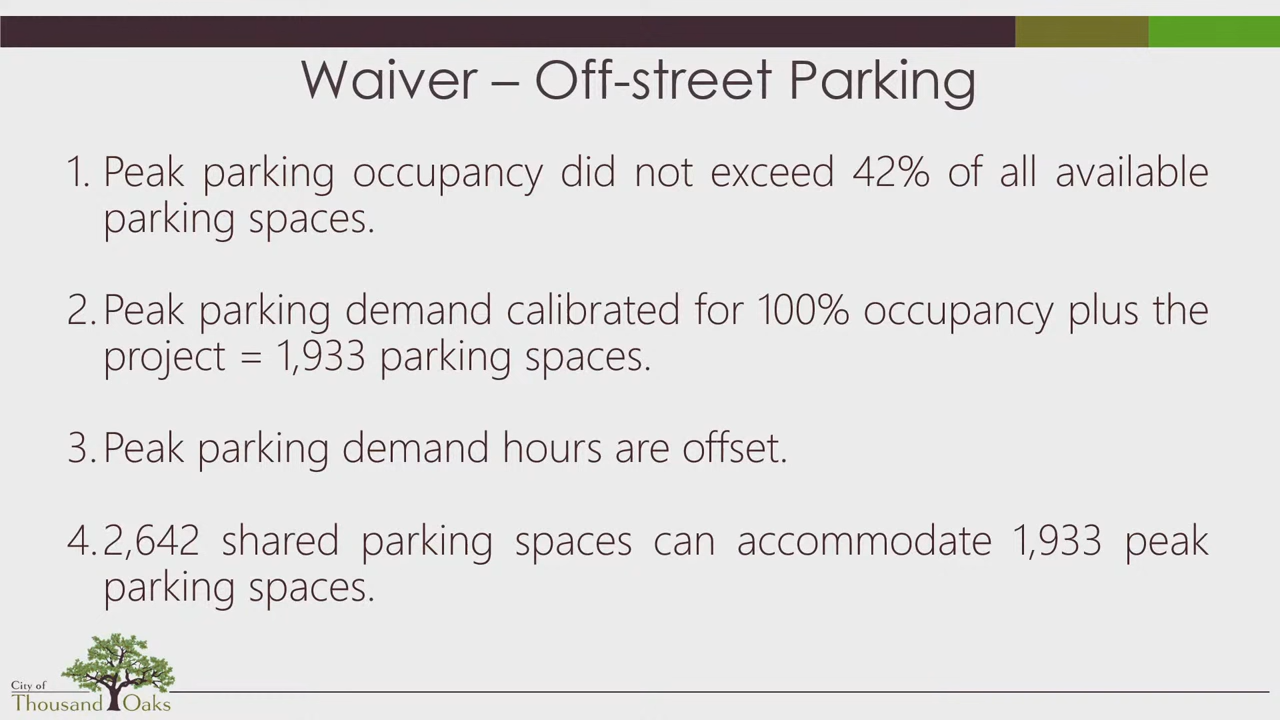 Waiver – Off-street Parking
1. Peak parking occupancy did not exceed 42% of all available
parking spaces.
2. Peak parking demand calibrated for 100% occupancy plus the
project = 1,933 parking spaces.
3. Peak parking demand hours are offset.
4. 2,642 shared parking spaces can accommodate 1,933 peak
parking spaces.
City of
Thousand Oaks